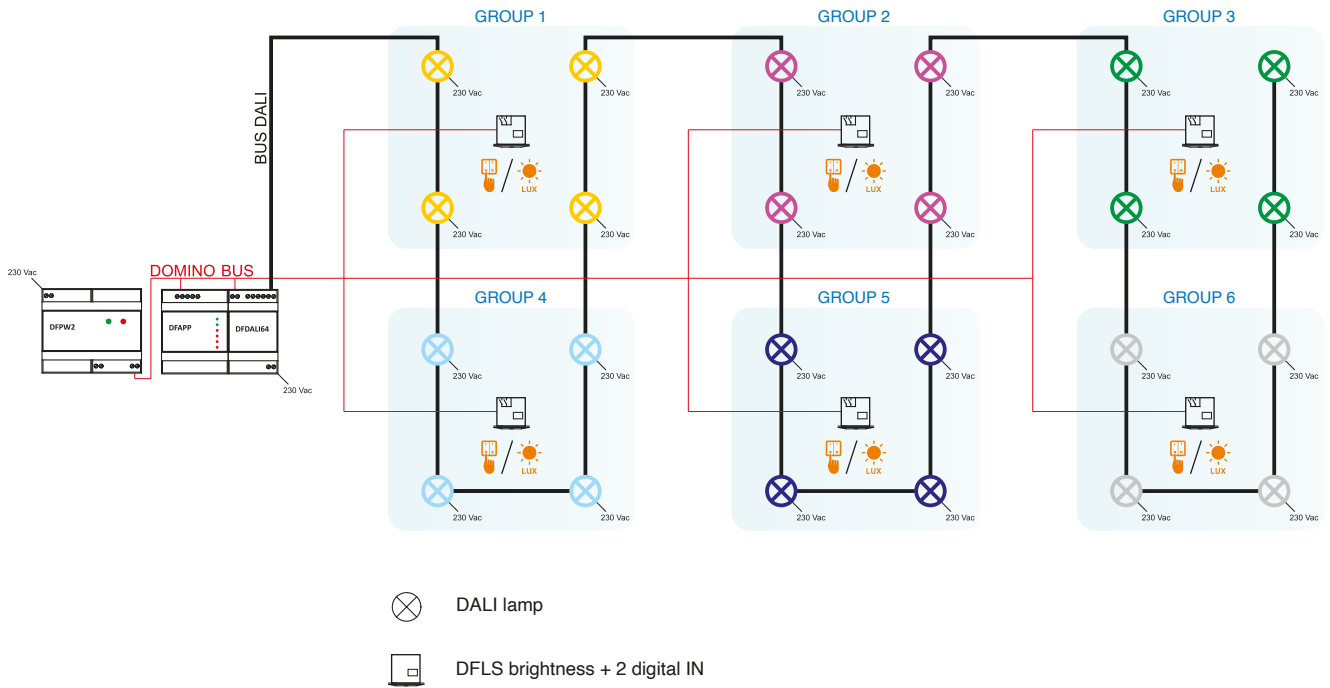 GROUP 1
GROUP 2
GROUP 3
230 Vac
230 Vac
230 Vac
230 Vac
230 Vac
230 Vac
BUS DALI
LUX
LUX
LUX
230 Vac
230 Vac
230 Vac
230 Vac
230 Vac
230 Vac
230 Vac
DOMINO BUS
GROUP 4
GROUP 5
GROUP 6
DFPW2
DFAPP
DFDALI64
230 Vac
230 Vac
230 Vac
230 Vac
230 Vac
230 Vac
230 Vac
LUX
LUX
LUX
230 Vac
230 Vac
230 Vac
230 Vac
230 Vac
230 Vac
DALI lamp
DFLS brightness + 2 digital IN